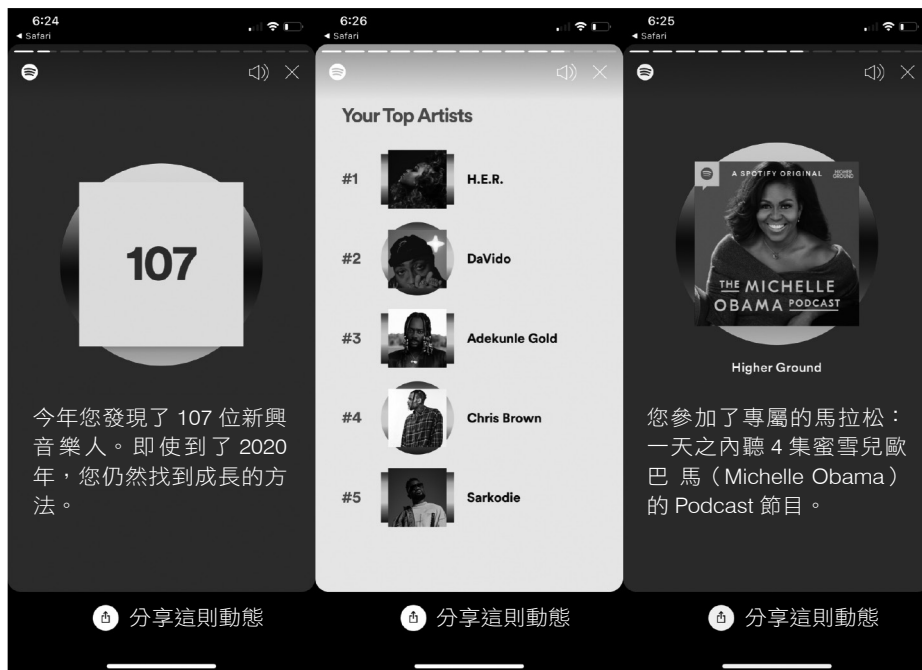 6:24
Safari
107
今年您發現了 107 位新興
音樂人。即使到了 2020
年，您仍然找到成長的方
法。
分享這則動態
6:26
Safari
Your Top Artists
#1 H.E.R.
#2 DaVido
#3 Adekunle Gold
#4 Chris Brown
#5 Sarkodie
分享這則動態
6:25
Safari
A SPOTIFY ORIGINAL
HIGHER
GROUND
THE MICHELLE
OBAMA PODCAST
Higher Ground
您參加了專屬的馬拉松：
一天之內聽 4 集蜜雪兒歐
巴 馬（Michelle Obama）
的 Podcast 節目。
分享這則動態